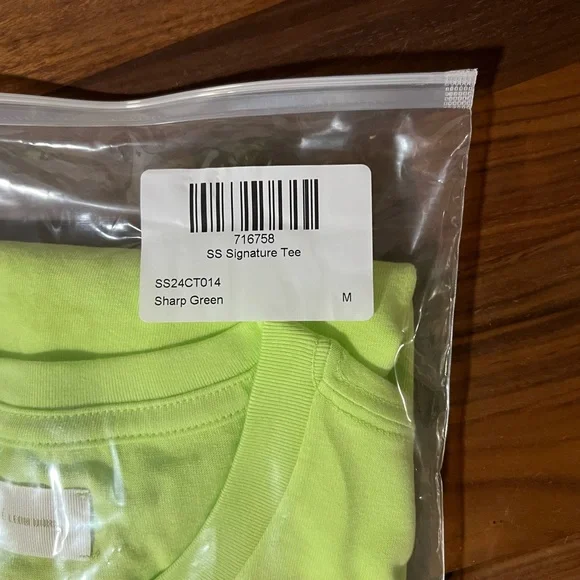 716758
SS Signature Tee
SS24CT014
Sharp Green M